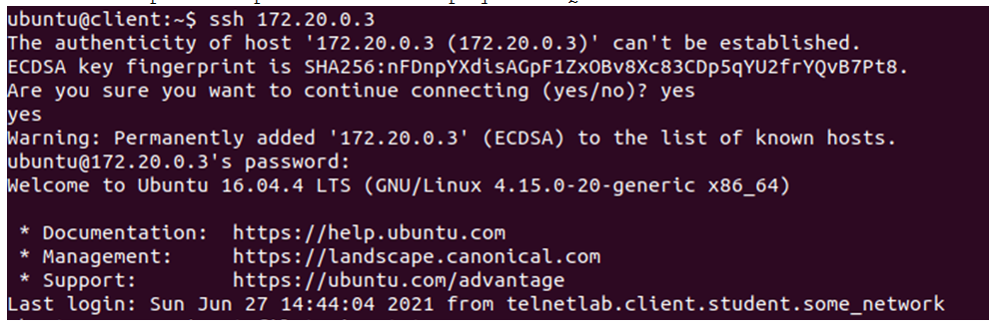 ubuntu@client:~$ ssh 172.20.0.3
The authenticity of host '172.20.0.3 (172.20.0.3)' can't be established.
ECDSA key fingerprint is SHA256:nFDnpYXdisAGpF1ZxOBv8Xc83CDp5qYU2frYQvB7Pt8.
Are you sure you want to continue connecting (yes/no)? yes
yes
Warning: Permanently added '172.20.0.3' (ECDSA) to the list of known hosts.
ubuntu@172.20.0.3's password:
Welcome to Ubuntu 16.04.4 LTS (GNU/Linux 4.15.0-20-generic x86_64)
* Documentation:  https://help.ubuntu.com
* Management:     https://landscape.canonical.com
* Support:        https://ubuntu.com/advantage
Last login: Sun Jun 27 14:44:04 2021 from telnetlab.client.student.some_network